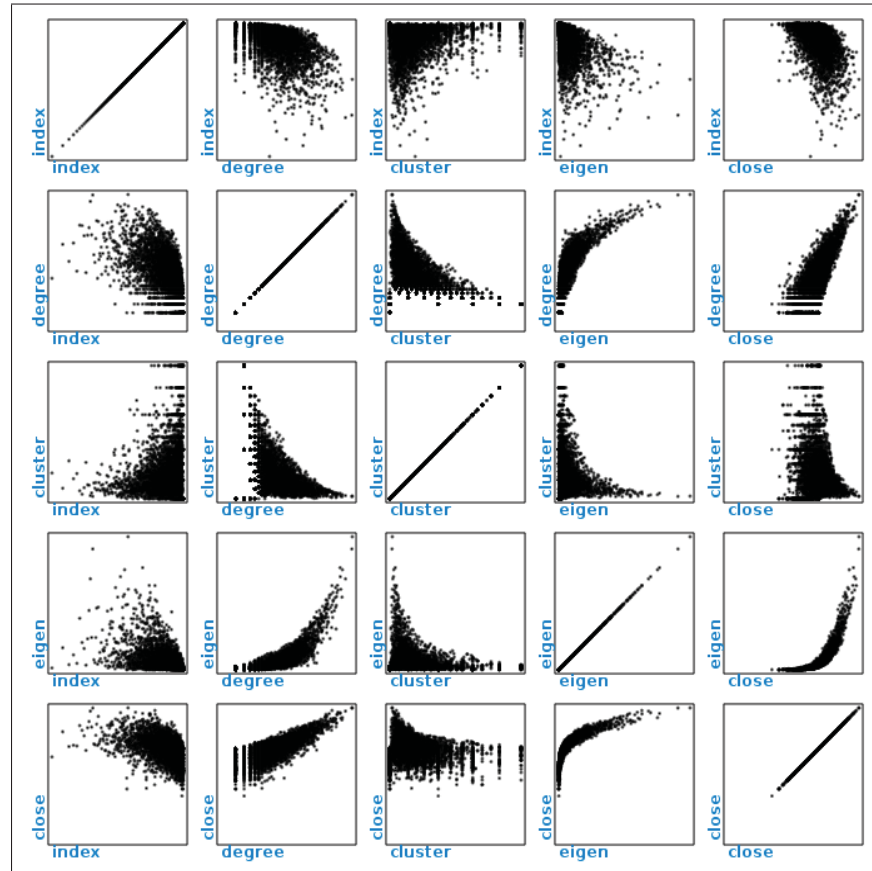 index index index index index
index degree cluster eigen close
degree degree degree degree degree
index degree cluster eigen close
cluster cluster cluster cluster cluster
index degree cluster eigen close
eigen eigen eigen eigen eigen
index degree cluster eigen close
close close close close close
index degree cluster eigen close